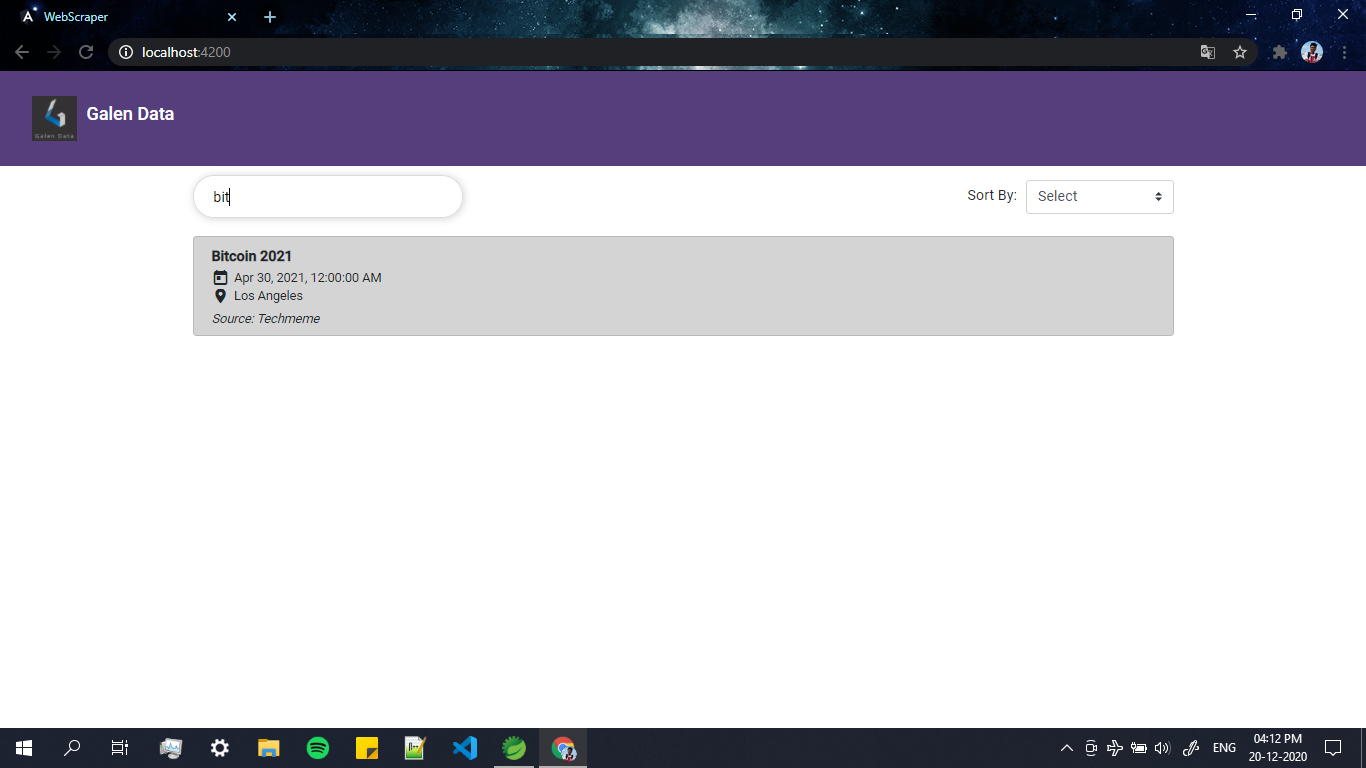 WebScraper
localhost:4200
Galen Data
Galen Data
bit
Sort By:
Select
Bitcoin 2021
Apr 30, 2021, 12:00:00 AM
Los Angeles
Source: Techmeme
ENG
04:12 PM
20-12-2020